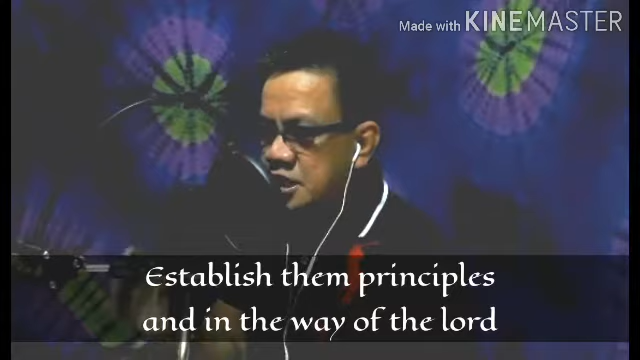 Made with KINEMASTER
Establish them principles
and in the way of the lord